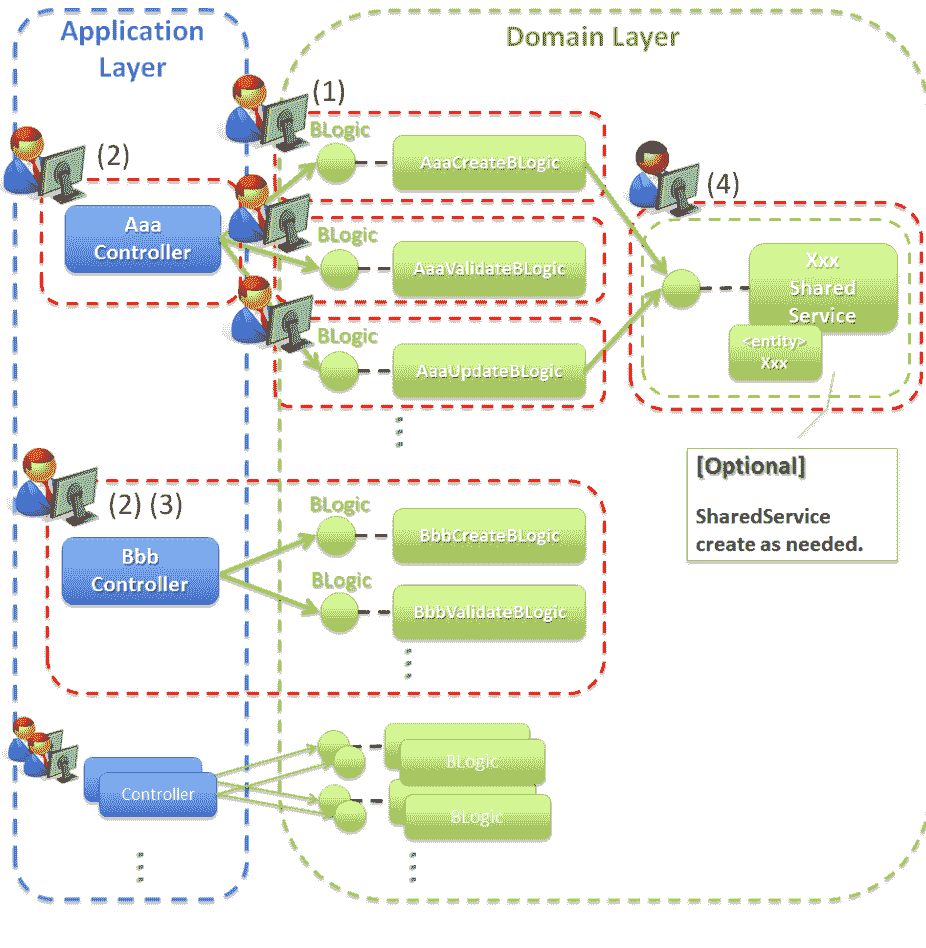 Application
Layer
Domain Layer
(1)
BLogic
AaaCreateBLogic
(2)
Aaa
Controller
BLogic
AaaValidateBLogic
BLogic
AaaUpdateBLogic
(4)
Xxx
Shared
Service
<entity>
Xxx
[Optional]
SharedService
create as needed.
(2) (3)
Bbb
Controller
BLogic
BbbCreateBLogic
BLogic
BbbValidateBLogic
Controller
BLogic
BLogic